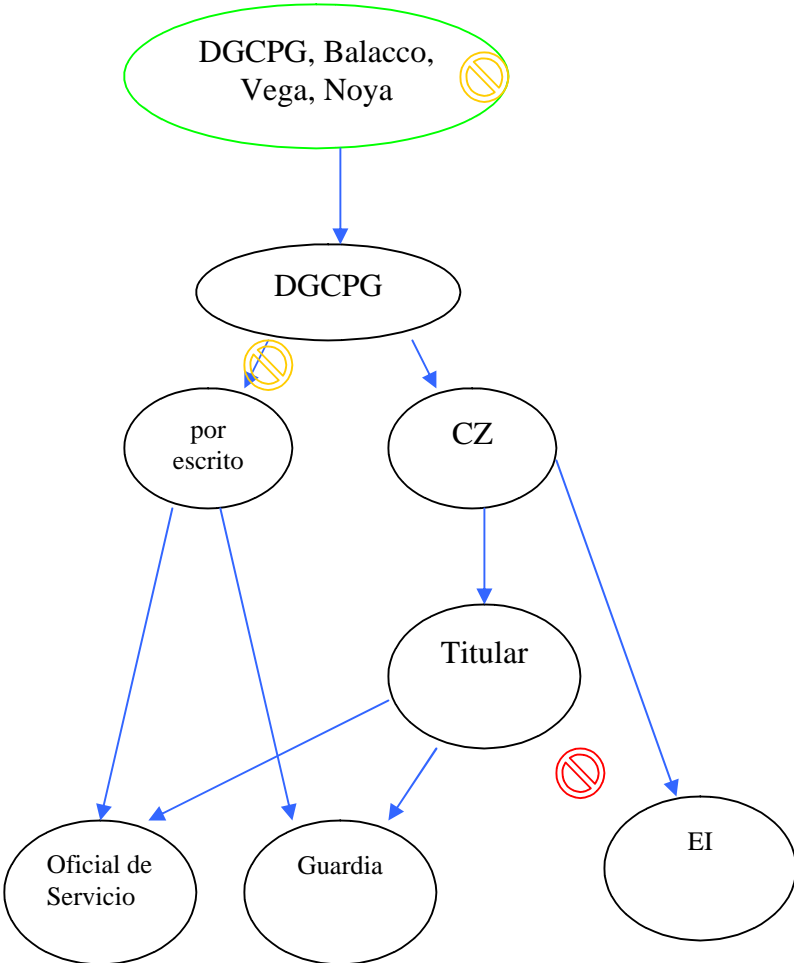 DGCPG, Balacco,
Vega, Noya
DGCPG
por
escrito
CZ
Titular
Oficial de
Servicio
Guardia
EI